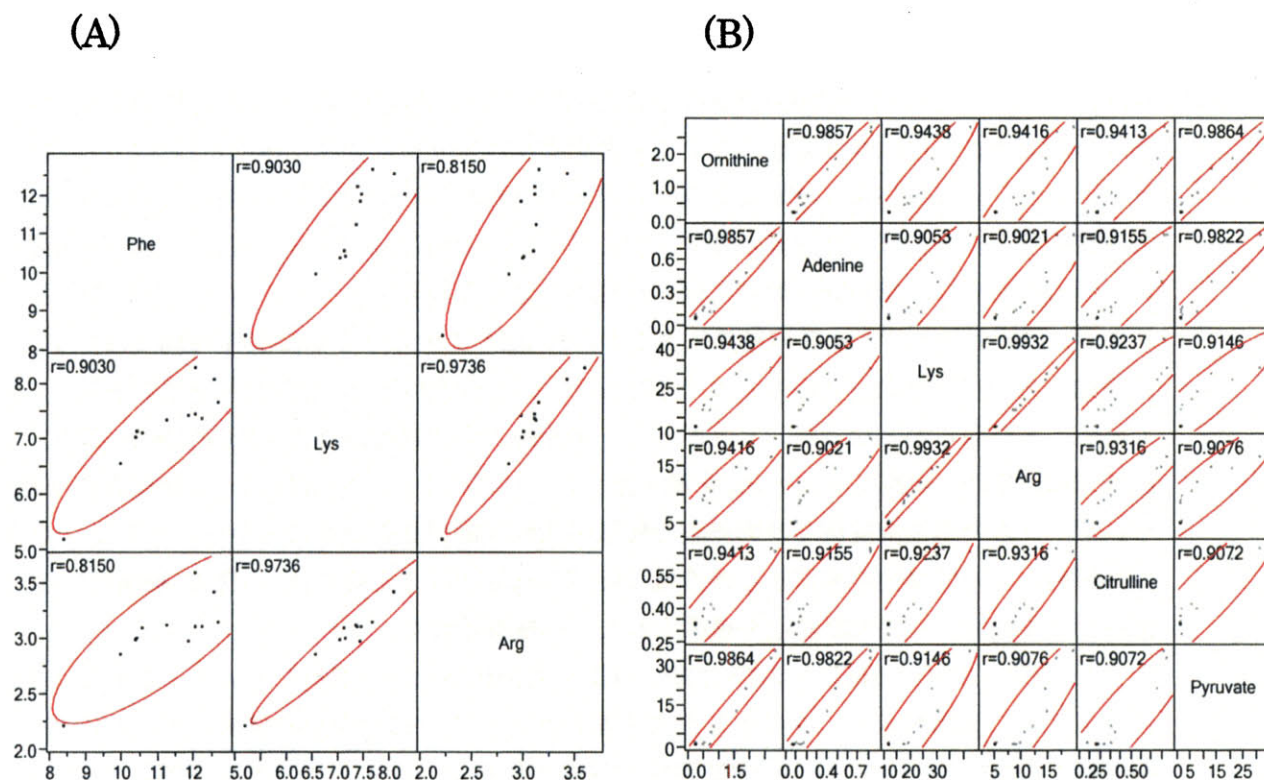 (A)
(B)
r=0.9030
r=0.8150
12
11
10
9
8
Phe
r=0.9030
r=0.9736
8.0
7.0
6.0
5.0
Lys
r=0.8150
r=0.9736
3.5
3.0
2.5
2.0
Arg
8 9 10 11 12
5.0 6.0 6.5 7.0 7.5 8.0
2.0 2.5 3.0 3.5
r=0.9857 r=0.9438 r=0.9416 r=0.9413 r=0.9864
2.0
1.0
0.0
Ornithine
r=0.9857 r=0.9053 r=0.9021 r=0.9155 r=0.9822
0.6
0.3
0.0
Adenine
r=0.9438 r=0.9053 r=0.9932 r=0.9237 r=0.9146
40
25
10
Lys
r=0.9416 r=0.9021 r=0.9932 r=0.9316 r=0.9076
15
5
Arg
r=0.9413 r=0.9155 r=0.9237 r=0.9316 r=0.9072
0.55
0.40
0.25
Citrulline
r=0.9864 r=0.9822 r=0.9146 r=0.9076 r=0.9072
30
15
0
Pyruvate
0.0 1.5
0.0 0.4 0.7
10 20 30
5 10 15
0.25 0.50
0 5 15 25